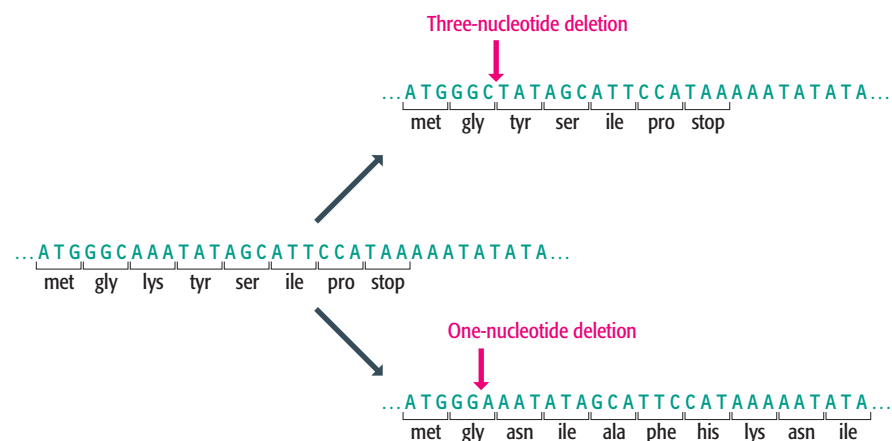 Three-nucleotide deletion
...ATGGGCTATAGCATTCCATAAAAATATATA...
met gly tyr ser ile pro stop
...ATGGGCAAATATAGCATTCCATAAAAATATATA...
met gly lys tyr ser ile pro stop
One-nucleotide deletion
...ATGGGAAATATAGCATTCCATAAAAATATA...
met gly asn ile ala phe his lys asn ile